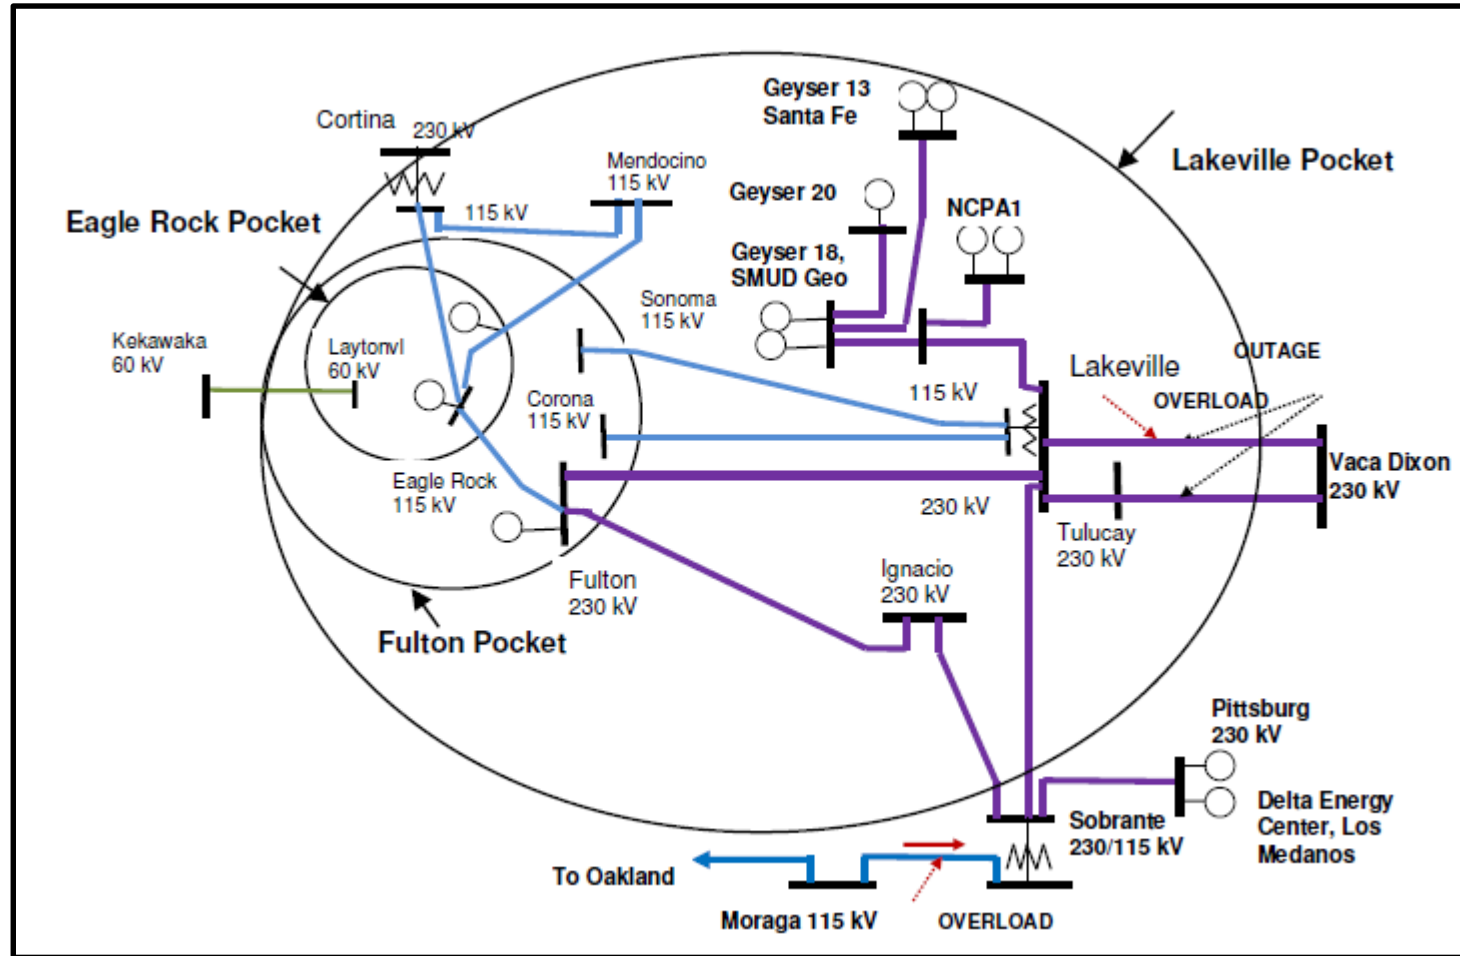 Geyser 13
Santa Fe
Cortina
230 kV
Lakeville Pocket
Mendocino
115 kV
Geyser 20
NCPA1
Eagle Rock Pocket
115 kV
Geyser 18,
SMUD Geo
Sonoma
115 kV
Kekawaka
60 kV
Laytonvl
60 kV
OUTAGE
Lakeville
115 kV
OVERLOAD
Corona
115 kV
Vaca Dixon
230 kV
Eagle Rock
115 kV
230 kV
Tulucay
230 kV
Fulton
230 kV
Ignacio
230 kV
Fulton Pocket
Pittsburg
230 kV
Delta Energy
Center, Los
Medanos
Sobrante
230/115 kV
To Oakland
Moraga 115 kV
OVERLOAD